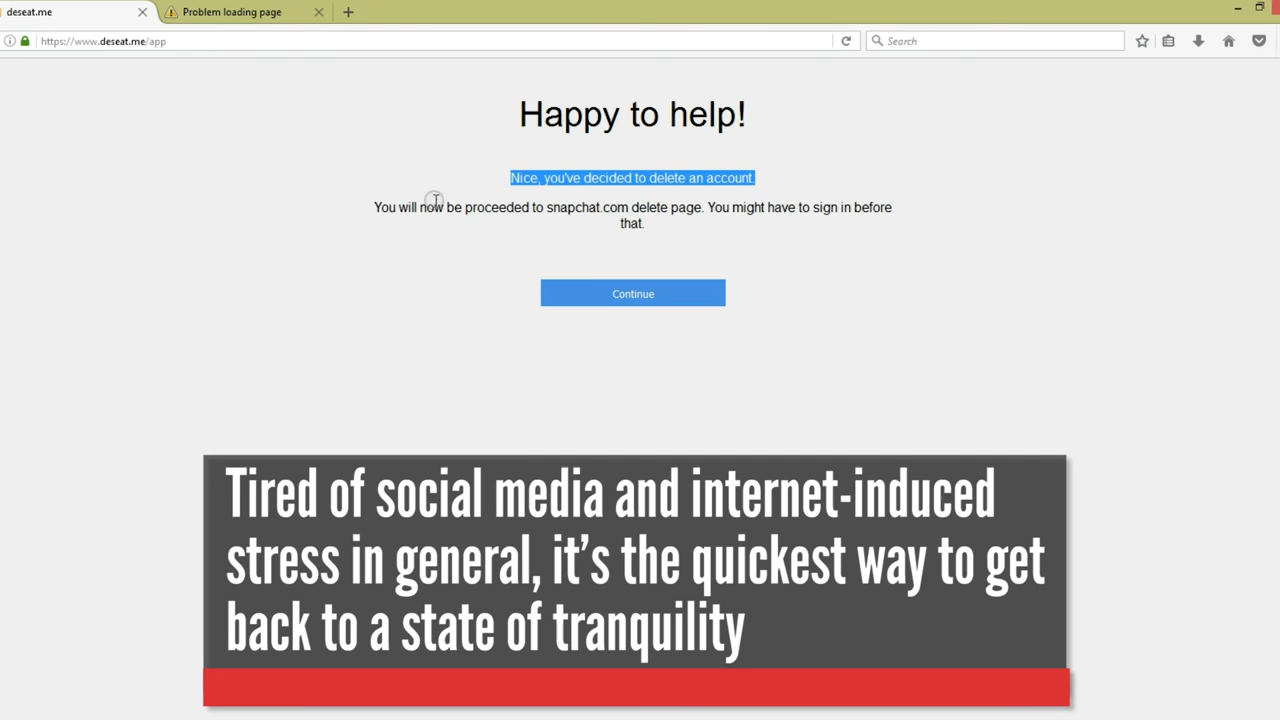 deseat.me
Problem loading page
https://www.deseat.me/app
Search
Happy to help!
Nice, you've decided to delete an account.
You will now be proceeded to snapchat.com delete page. You might have to sign in before
that.
Continue
Tired of social media and internet-induced
stress in general, it’s the quickest way to get
back to a state of tranquility